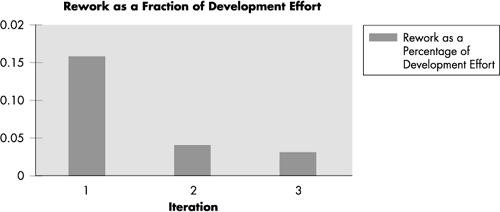 Rework as a Fraction of Development Effort
0.02
0.15
0.10
0.05
0
1 2 3
Iteration
Rework as a
Percentage of
Development Effort